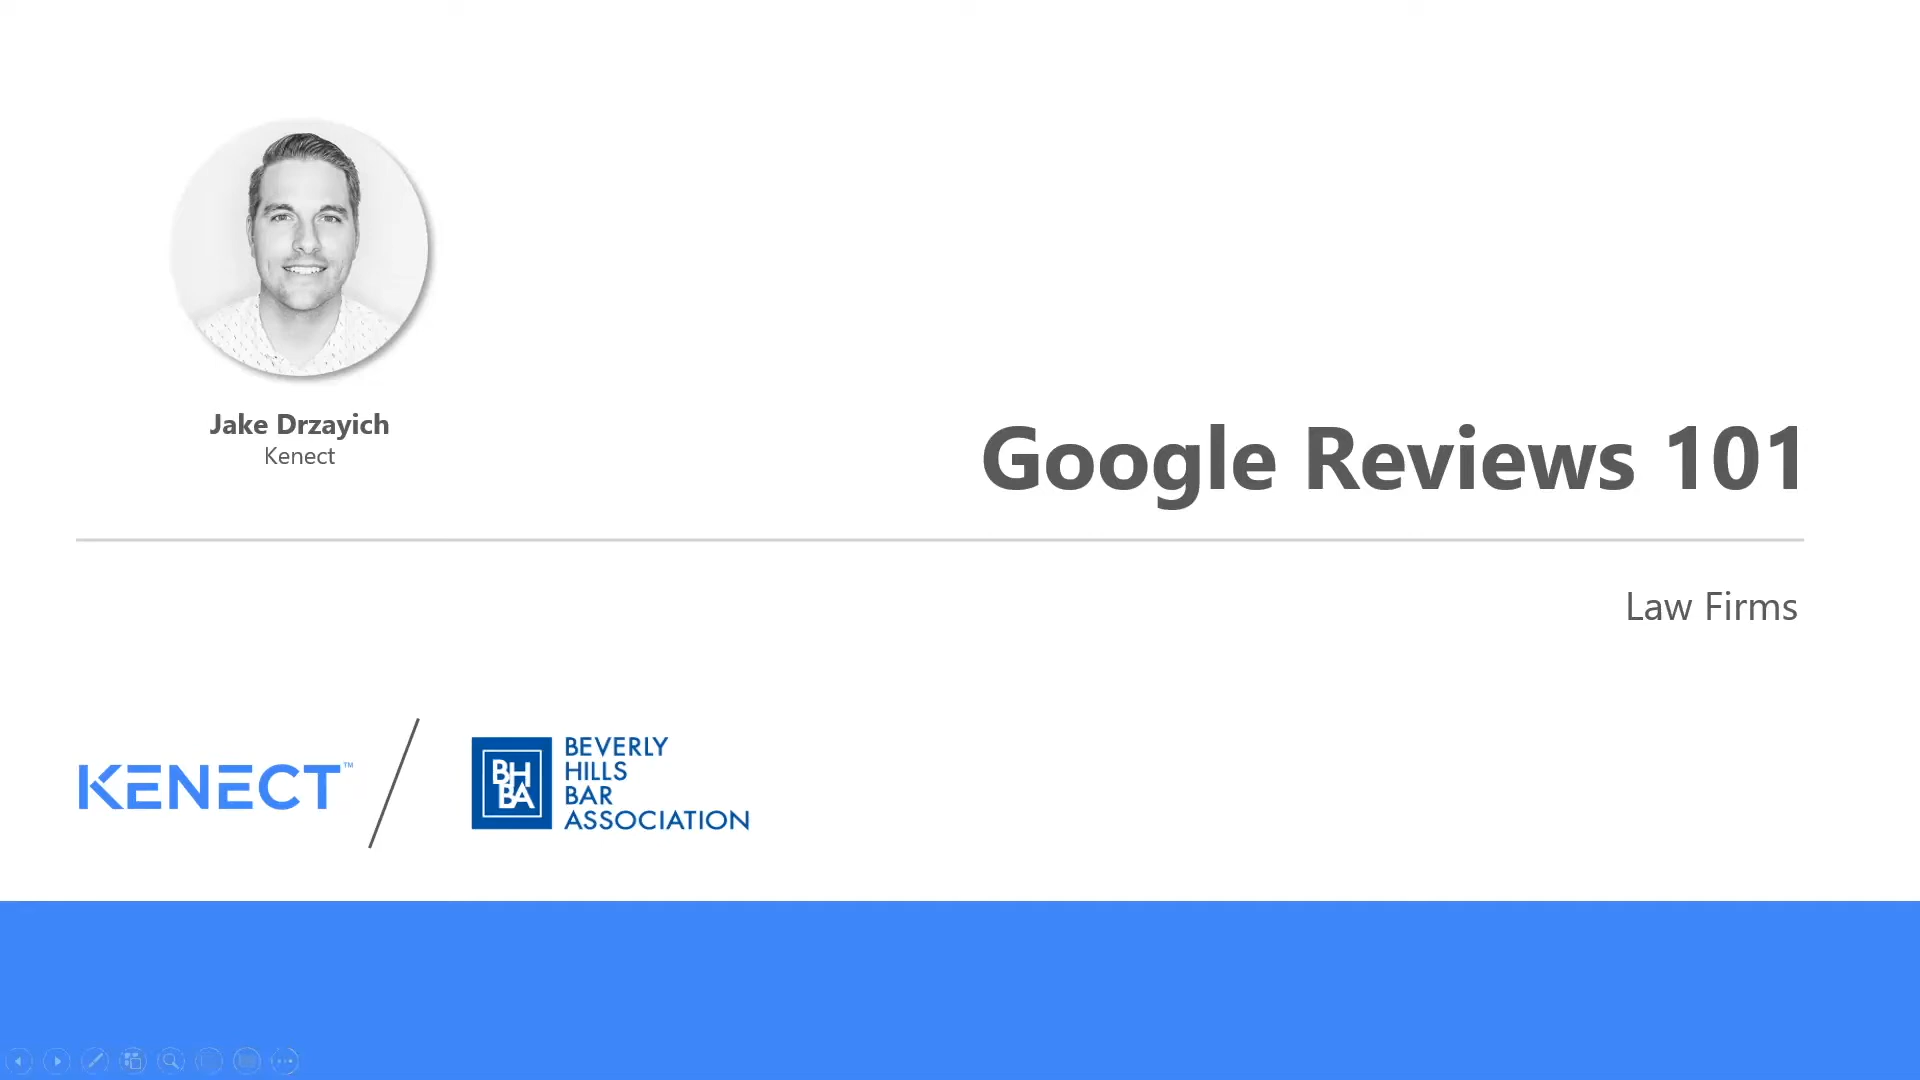 Jake Drzayich
Kenect
Google Reviews 101
Law Firms
KENECT™
BH
BA
BEVERLY
HILLS
BAR
ASSOCIATION